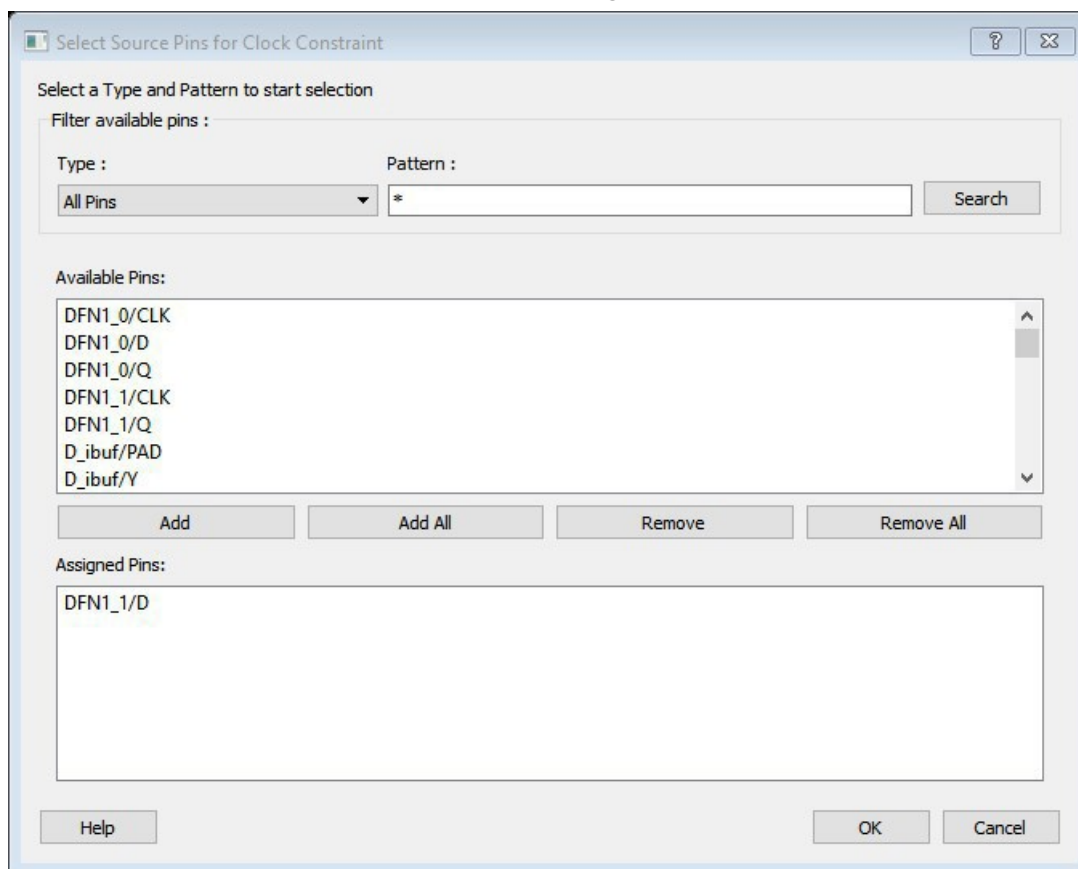 Select Source Pins for Clock Constraint
Select a Type and Pattern to start selection
Filter available pins :
Type : Pattern :
All Pins * Search
Available Pins:
DFN1_0/CLK
DFN1_0/D
DFN1_0/Q
DFN1_1/CLK
DFN1_1/Q
D_ibuf/PAD
D_ibuf/Y
Add Add All Remove Remove All
Assigned Pins:
DFN1_1/D
Help OK Cancel